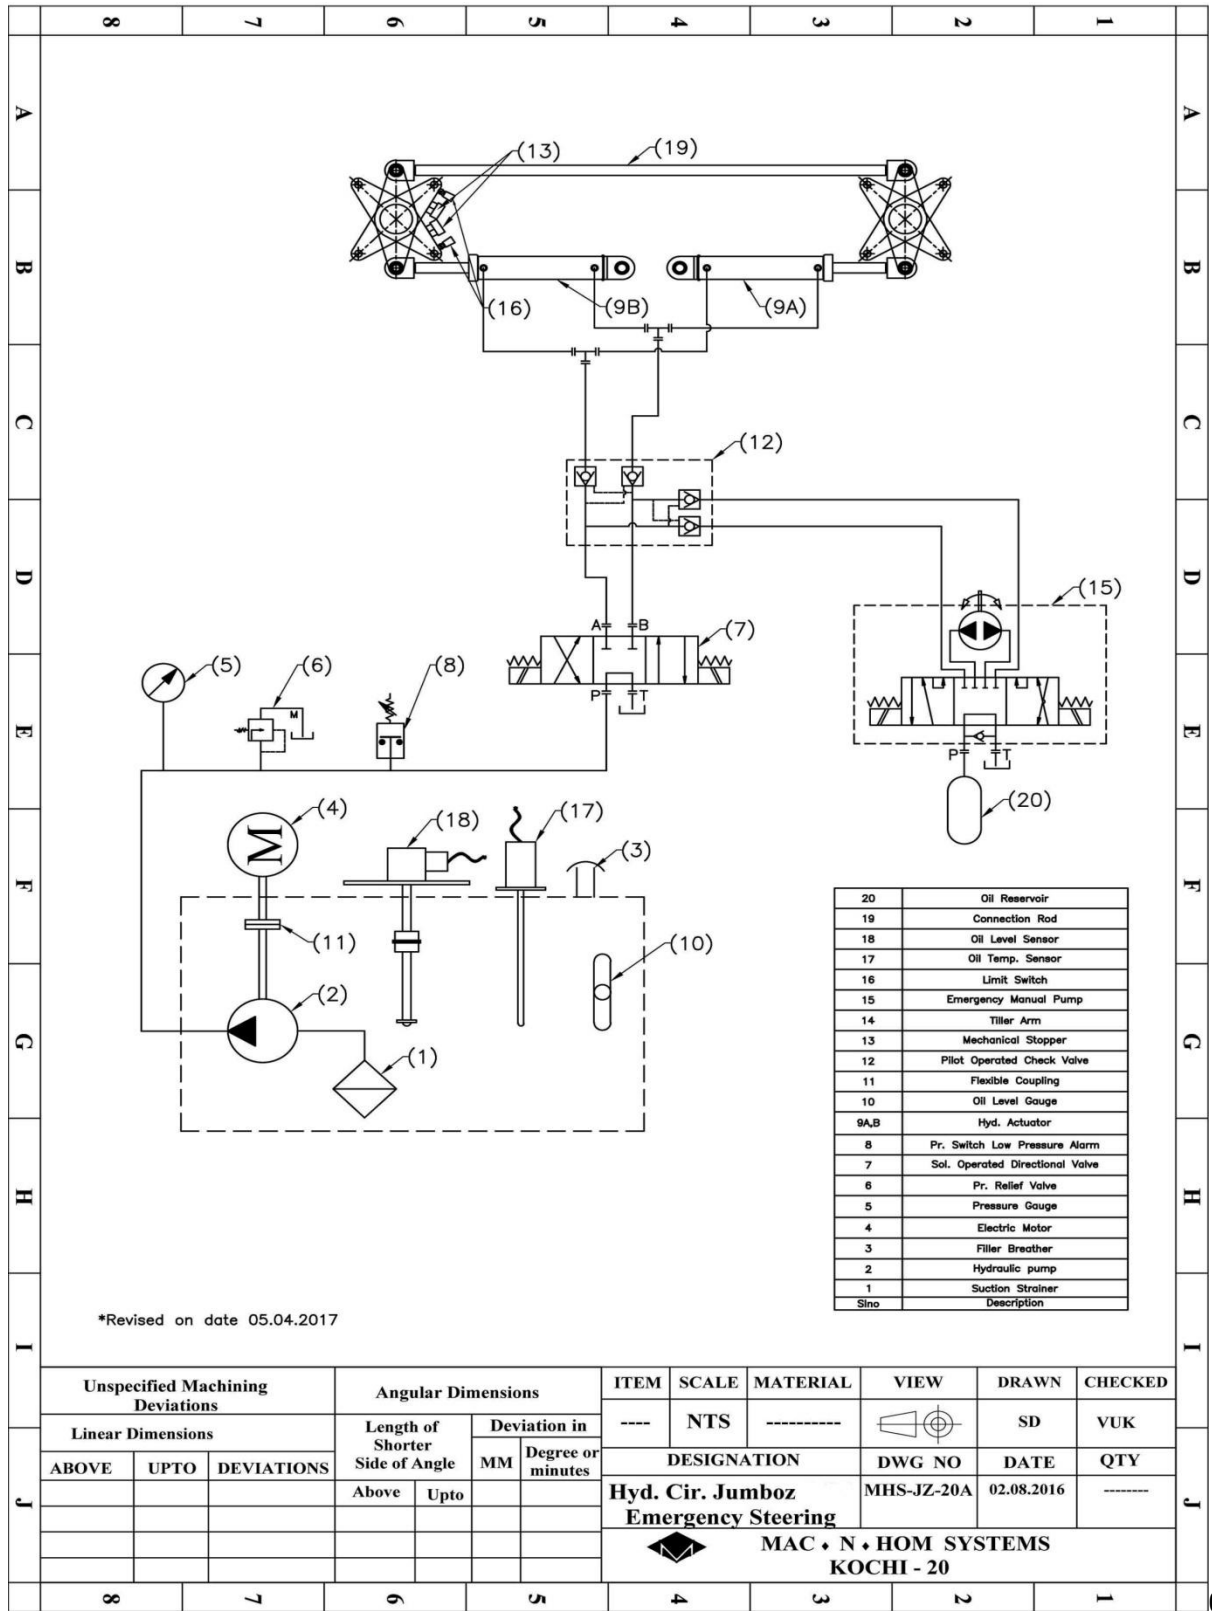 8 7 6 5 4 3 2 1
A A
(13) (19)
B B
(16) (9B) (9A)
C C
(12)
D D
(15)
A B
(7)
(5) (6) (8)
M
P T
E E
P T
(20)
(4)
M
(18) (17)
(3)
F F
(11)
(10)
(2)
G G
(1)
20 Oil Reservoir
19 Connection Rod
18 Oil Level Sensor
17 Oil Temp. Sensor
16 Limit Switch
15 Emergency Manual Pump
14 Tiller Arm
13 Mechanical Stopper
12 Pilot Operated Check Valve
11 Flexible Coupling
10 Oil Level Gauge
9A,B Hyd. Actuator
8 Pr. Switch Low Pressure Alarm
7 Sol. Operated Directional Valve
6 Pr. Relief Valve
5 Pressure Gauge
4 Electric Motor
3 Filler Breather
2 Hydraulic pump
1 Suction Strainer
Slno Description
H H
*Revised on date 05.04.2017
I I
Unspecified Machining
Deviations
Linear Dimensions
ABOVE UPTO DEVIATIONS
Angular Dimensions
Length of
Shorter
Side of Angle
Deviation in
MM Degree or
minutes
Above Upto
ITEM SCALE MATERIAL VIEW DRAWN CHECKED
---- NTS ---------- SD VUK
DESIGNATION DWG NO DATE QTY
Hyd. Cir. Jumboz
Emergency Steering
MHS-JZ-20A 02.08.2016 --------
MAC ♦ N ♦ HOM SYSTEMS
KOCHI - 20
J J
8 7 6 5 4 3 2 1